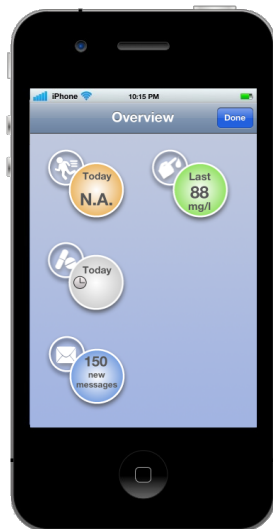 iPhone 10:15 PM
Overview Done
Today
N.A.
Last
88
mg/l
Today
150
new
messages